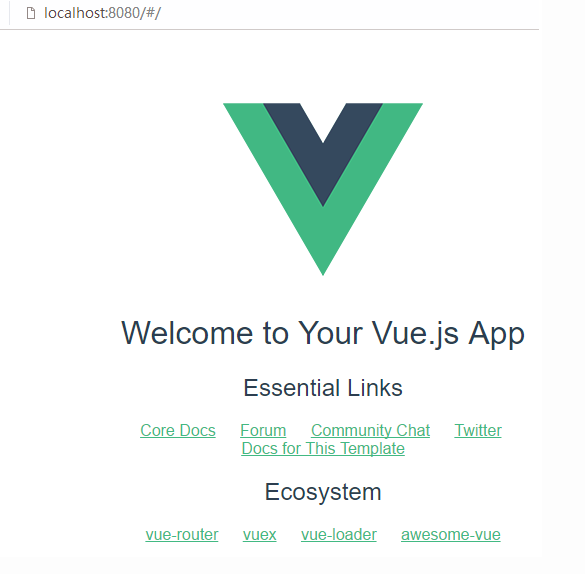 localhost:8080/#/
Welcome to Your Vue.js App
Essential Links
Core Docs Forum Community Chat Twitter
Docs for This Template
Ecosystem
vue-router vuex vue-loader awesome-vue